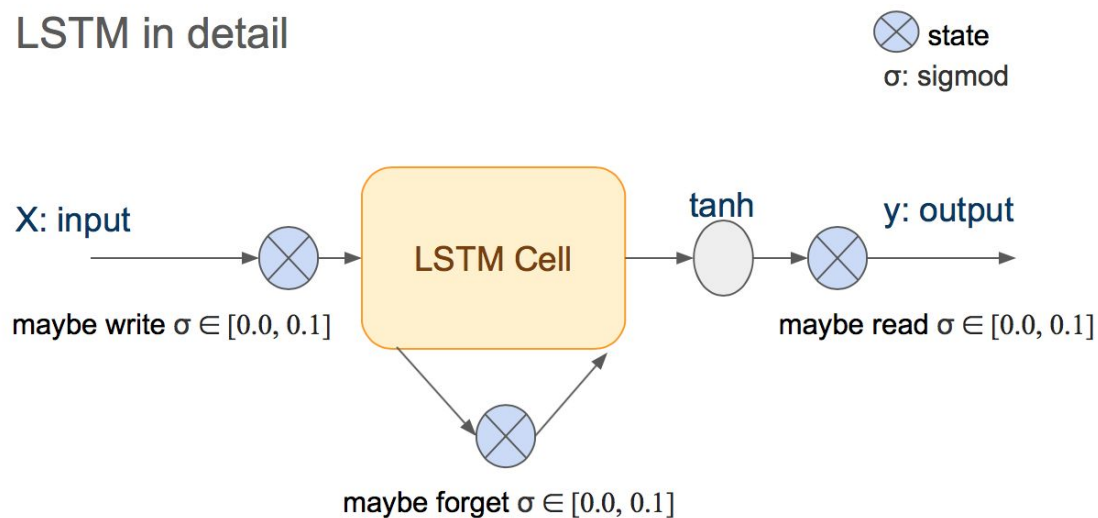 LSTM in detail
state
σ: sigmod
X: input
LSTM Cell
tanh
y: output
maybe write σ ∈ [0.0, 0.1]
maybe read σ ∈ [0.0, 0.1]
maybe forget σ ∈ [0.0, 0.1]